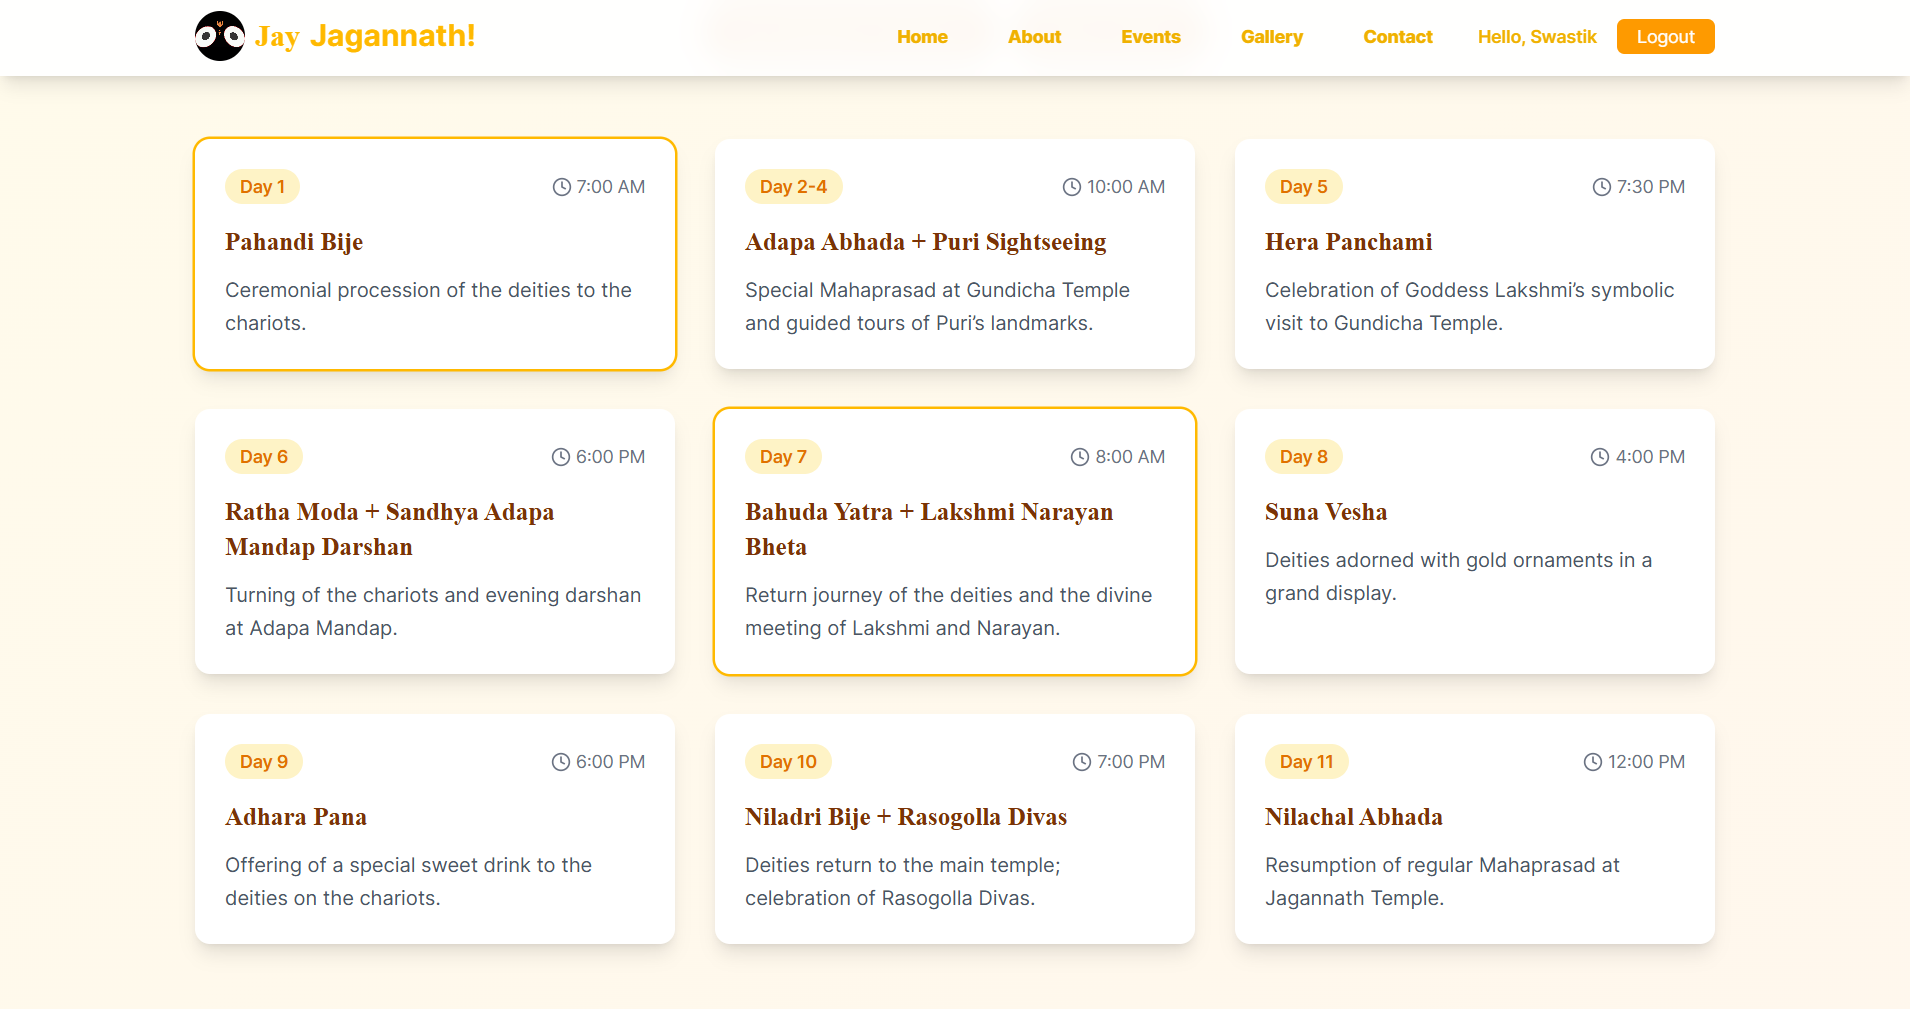 Jay Jagannath!
Home About Events Gallery Contact Hello, Swastik Logout
Day 1 7:00 AM
Pahandi Bije
Ceremonial procession of the deities to the
chariots.
Day 2-4 10:00 AM
Adapa Abhada + Puri Sightseeing
Special Mahaprasad at Gundicha Temple
and guided tours of Puri’s landmarks.
Day 5 7:30 PM
Hera Panchami
Celebration of Goddess Lakshmi’s symbolic
visit to Gundicha Temple.
Day 6 6:00 PM
Ratha Moda + Sandhya Adapa
Mandap Darshan
Turning of the chariots and evening darshan
at Adapa Mandap.
Day 7 8:00 AM
Bahuda Yatra + Lakshmi Narayan
Bheta
Return journey of the deities and the divine
meeting of Lakshmi and Narayan.
Day 8 4:00 PM
Suna Vesha
Deities adorned with gold ornaments in a
grand display.
Day 9 6:00 PM
Adhara Pana
Offering of a special sweet drink to the
deities on the chariots.
Day 10 7:00 PM
Niladri Bije + Rasogolla Divas
Deities return to the main temple;
celebration of Rasogolla Divas.
Day 11 12:00 PM
Nilachal Abhada
Resumption of regular Mahaprasad at
Jagannath Temple.